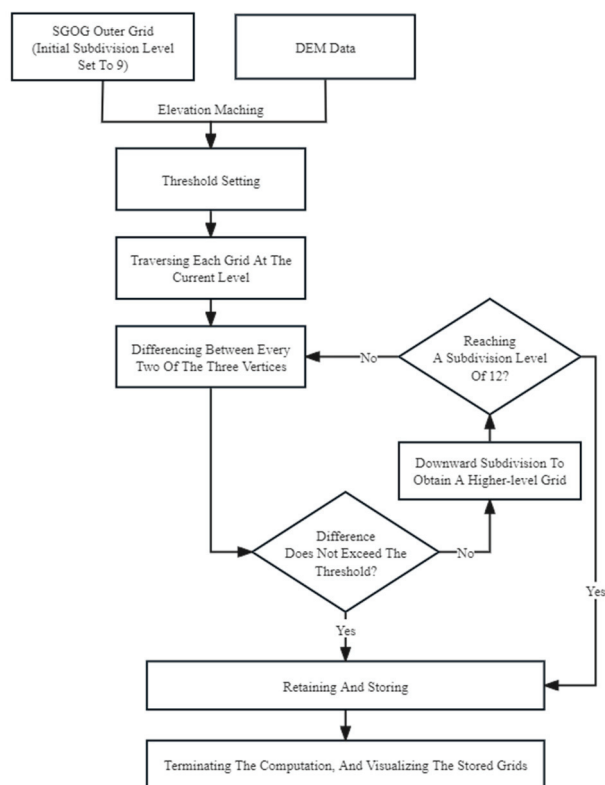 SGOG Outer Grid
(Initial Subdivision Level
Set To 9)
DEM Data
Elevation Maching
Threshold Setting
Traversing Each Grid At The
Current Level
Differencing Between Every
Two Of The Three Vertices
No
Reaching
A Subdivision Level
Of 12?
Downward Subdivision To
Obtain A Higher-level Grid
Difference
Does Not Exceed The
Threshold?
No
Yes
Yes
Retaining And Storing
Terminating The Computation, And Visualizing The Stored Grids